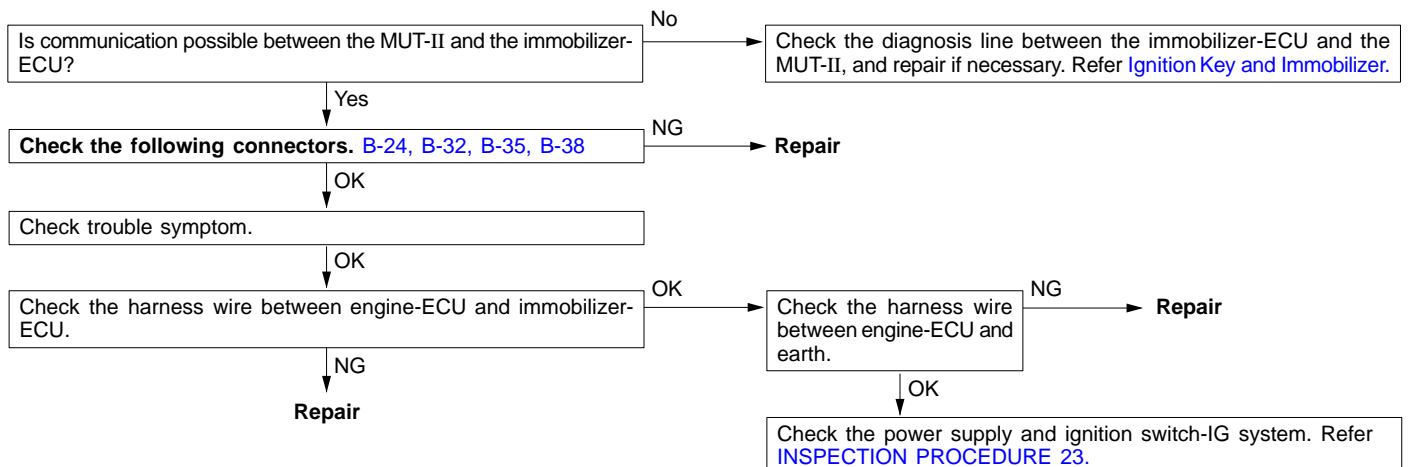 No
Is communication possible between the MUT-II and the immobilizer-
ECU?
Check the diagnosis line between the immobilizer-ECU and the
MUT-II, and repair if necessary. Refer Ignition Key and Immobilizer.
Yes
Check the following connectors. B-24, B-32, B-35, B-38
NG
Repair
OK
Check trouble symptom.
OK
Check the harness wire between engine-ECU and immobilizer-
ECU.
OK
Check the harness wire
between engine-ECU and
earth.
NG
Repair
NG
Repair
OK
Check the power supply and ignition switch-IG system. Refer
INSPECTION PROCEDURE 23.